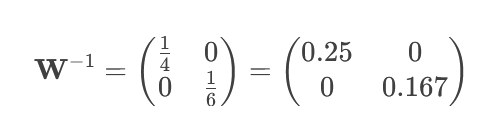 W⁻¹ = ( 1/4 0 ; 0 1/6 ) = ( 0.25 0 ; 0 0.167 )